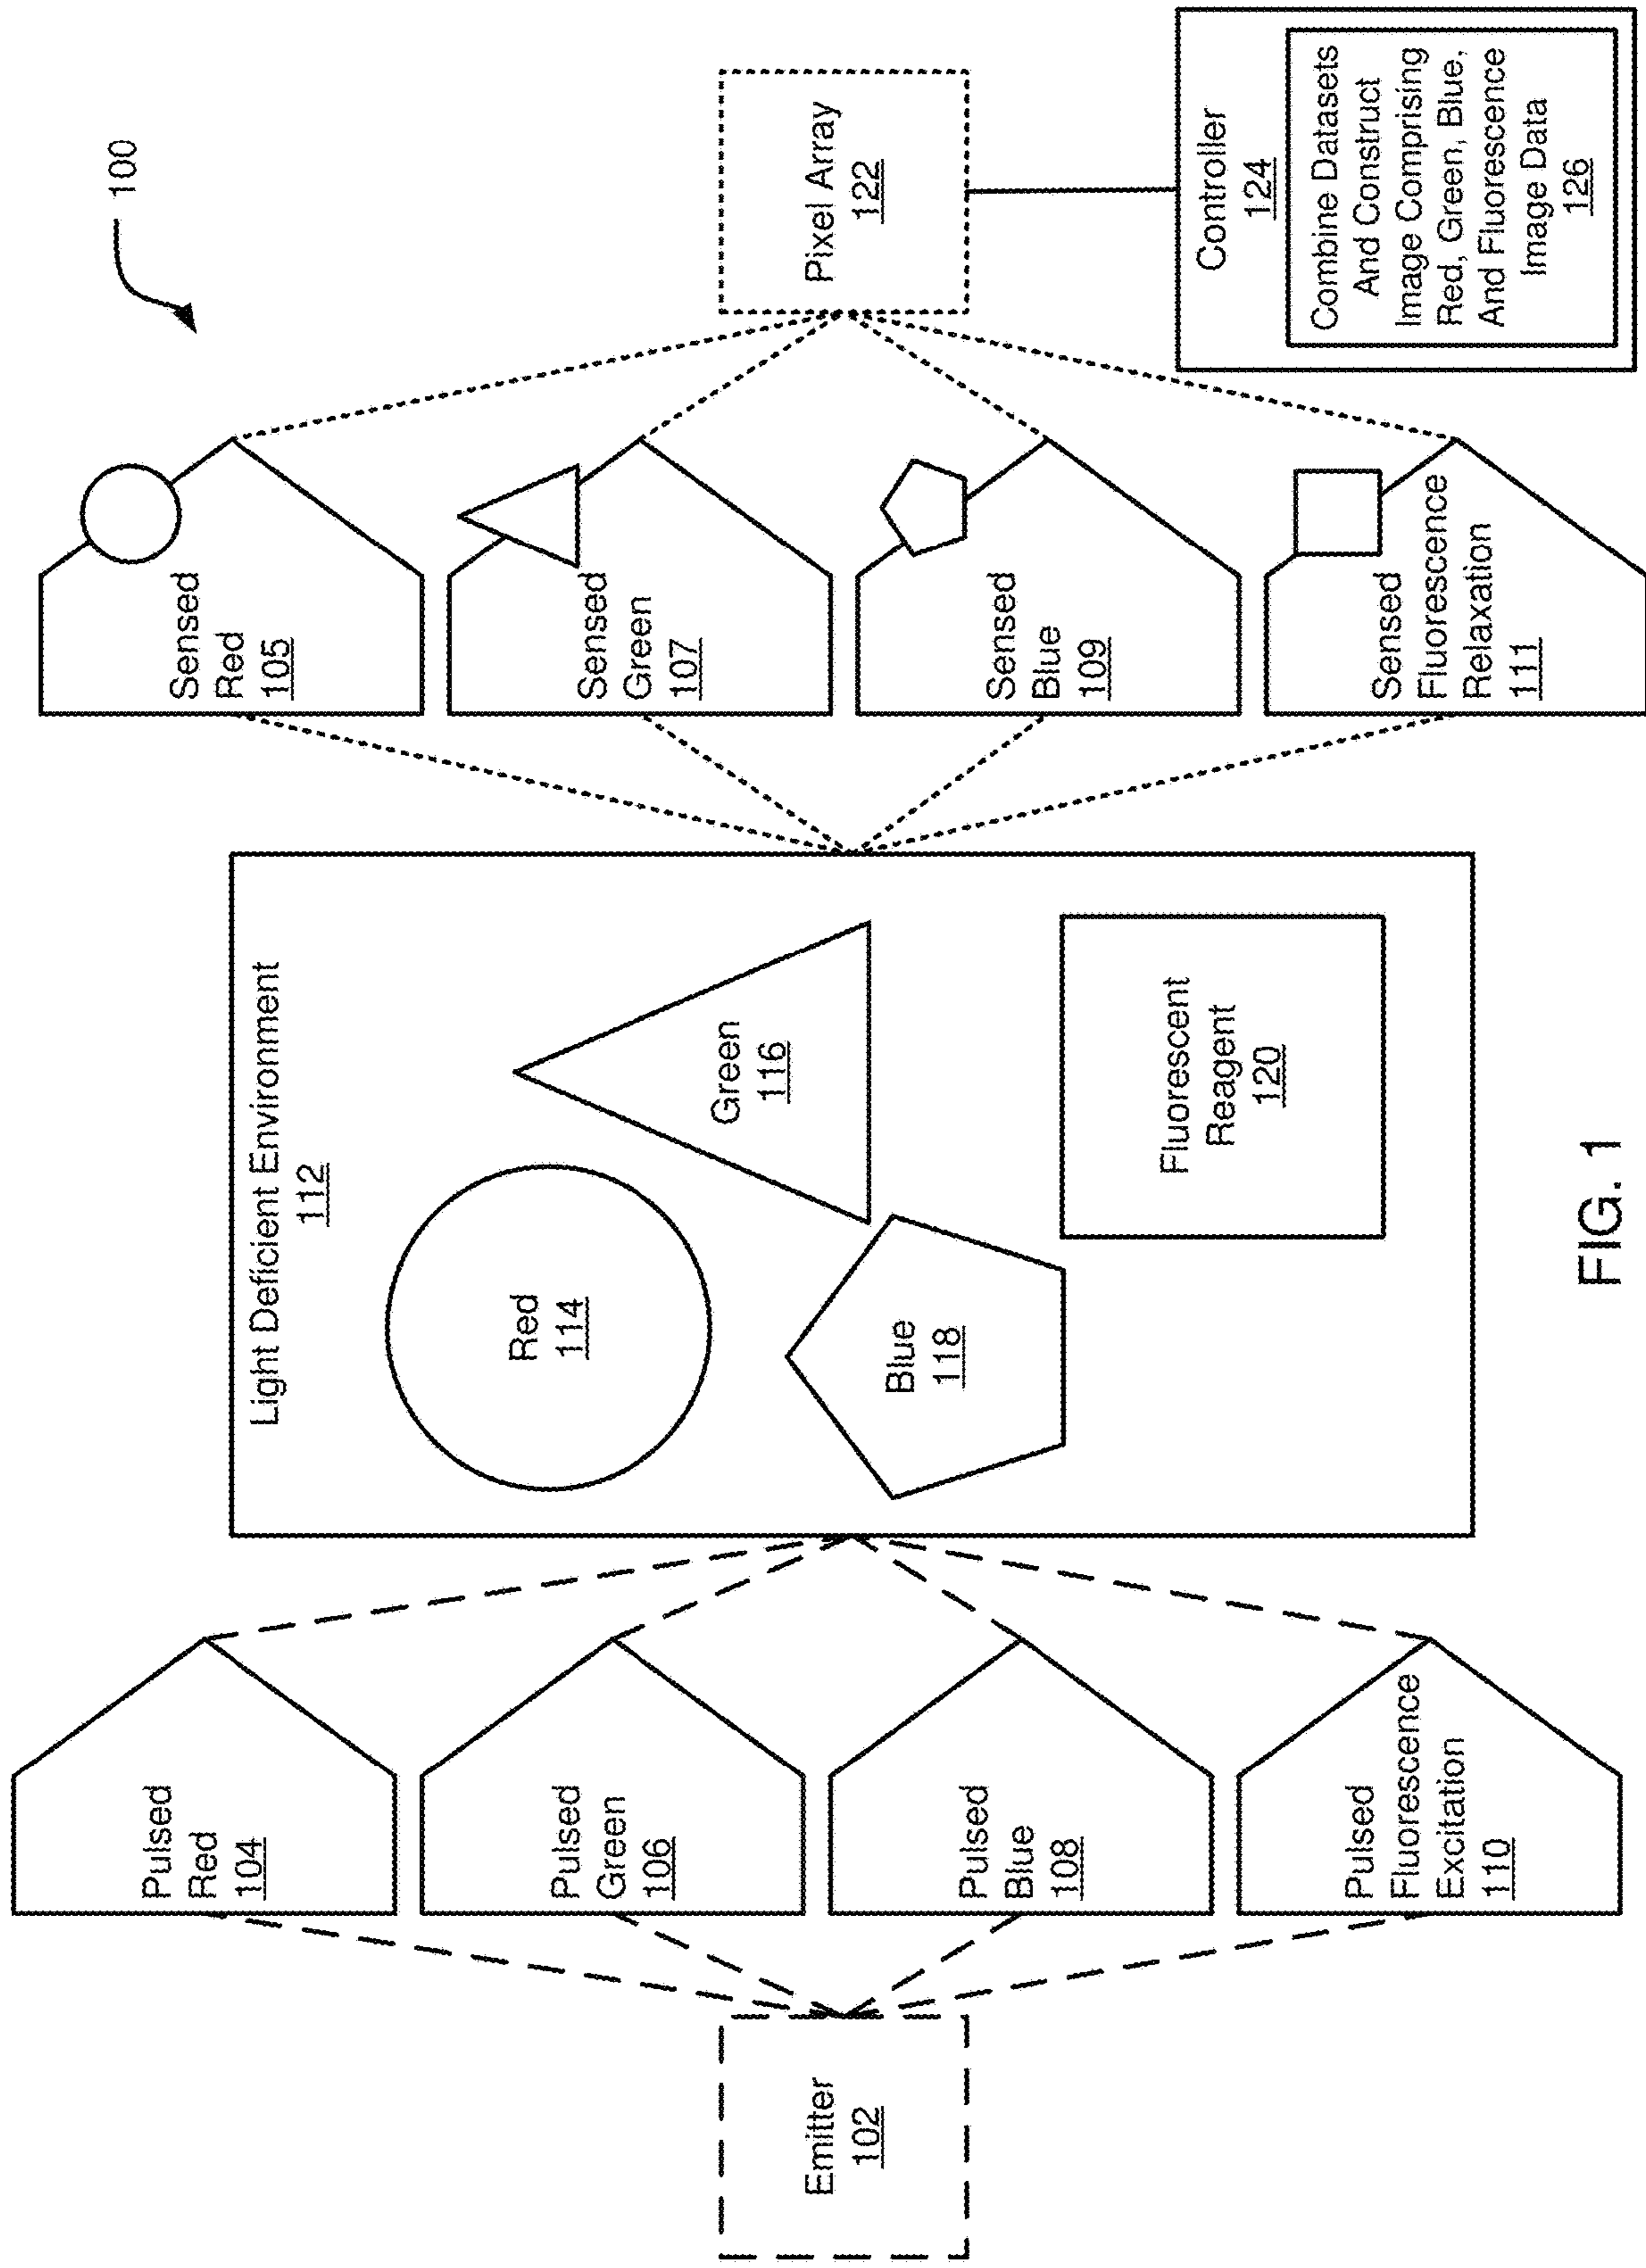 100
Emitter
102
Pulsed
Red
104
Pulsed
Green
106
Pulsed
Blue
108
Pulsed
Fluorescence
Excitation
110
Light Deficient Environment
112
Red
114
Green
116
Blue
118
Fluorescent
Reagent
120
Sensed
Red
105
Sensed
Green
107
Sensed
Blue
109
Sensed
Fluorescence
Relaxation
111
Pixel Array
122
Controller
124
Combine Datasets
And Construct
Image Comprising
Red, Green, Blue,
And Fluorescence
Image Data
126
FIG. 1